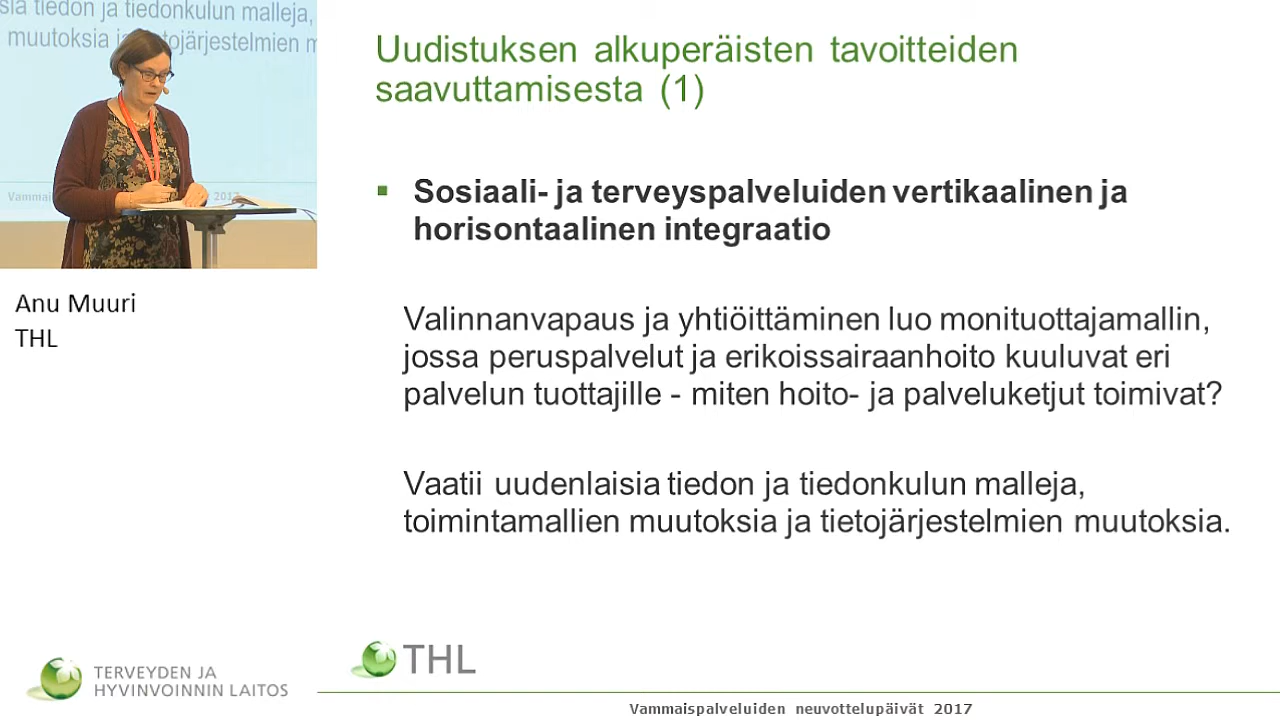 sia tiedon ja tiedonkulun malleja,
muutoksia ja tojärjestelmien m
Vammai
2017
Anu Muuri
THL
Uudistuksen alkuperäisten tavoitteiden
saavuttamisesta (1)
Sosiaali- ja terveyspalveluiden vertikaalinen ja
horisontaalinen integraatio
Valinnanvapaus ja yhtiöittäminen luo monituottajamallin,
jossa peruspalvelut ja erikoissairaanhoito kuuluvat eri
palvelun tuottajille - miten hoito- ja palveluketjut toimivat?
Vaatii uudenlaisia tiedon ja tiedonkulun malleja,
toimintamallien muutoksia ja tietojärjestelmien muutoksia.
TERVEYDEN JA
HYVINVOINNIN LAITOS
THL
Vammaispalveluiden neuvottelupäivät 2017